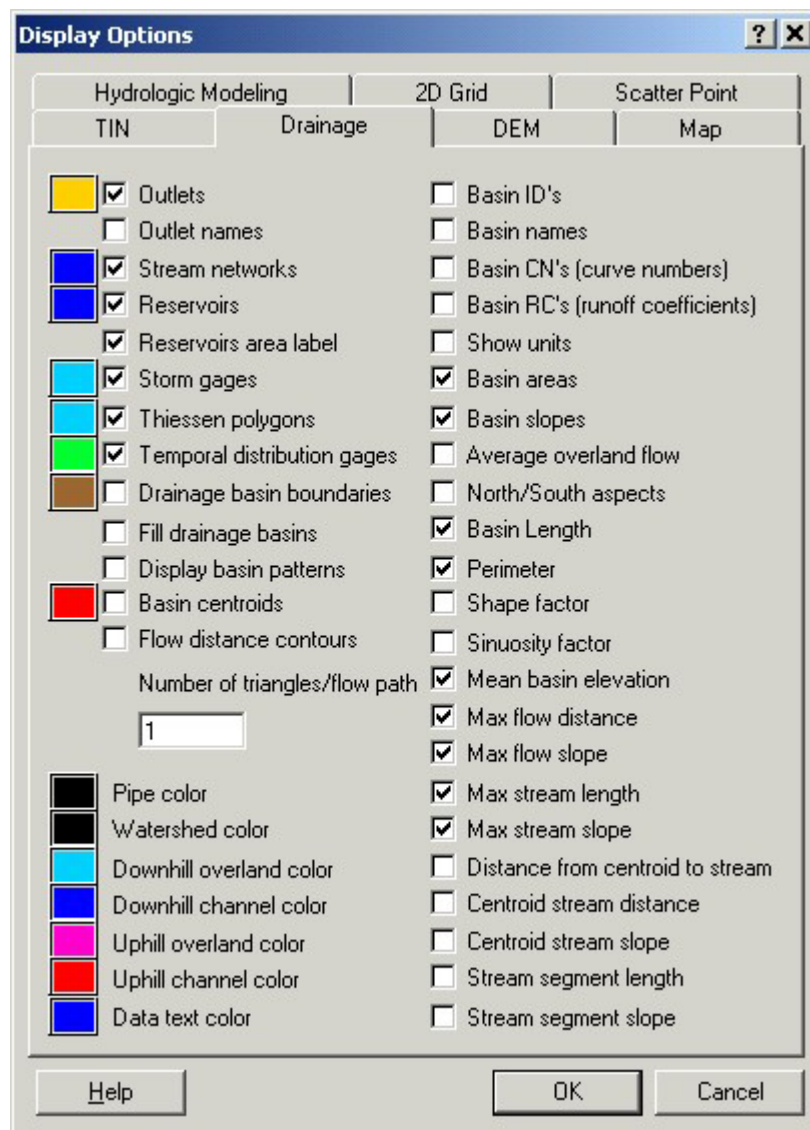 Display Options
Hydrologic Modeling
2D Grid
Scatter Point
TIN
Drainage
DEM
Map
Outlets
Outlet names
Stream networks
Reservoirs
Reservoirs area label
Storm gages
Thiessen polygons
Temporal distribution gages
Drainage basin boundaries
Fill drainage basins
Display basin patterns
Basin centroids
Flow distance contours
Number of triangles/flow path
1
Pipe color
Watershed color
Downhill overland color
Downhill channel color
Uphill overland color
Uphill channel color
Data text color
Basin ID's
Basin names
Basin CN's (curve numbers)
Basin RC's (runoff coefficients)
Show units
Basin areas
Basin slopes
Average overland flow
North/South aspects
Basin Length
Perimeter
Shape factor
Sinuosity factor
Mean basin elevation
Max flow distance
Max flow slope
Max stream length
Max stream slope
Distance from centroid to stream
Centroid stream distance
Centroid stream slope
Stream segment length
Stream segment slope
Help
OK
Cancel